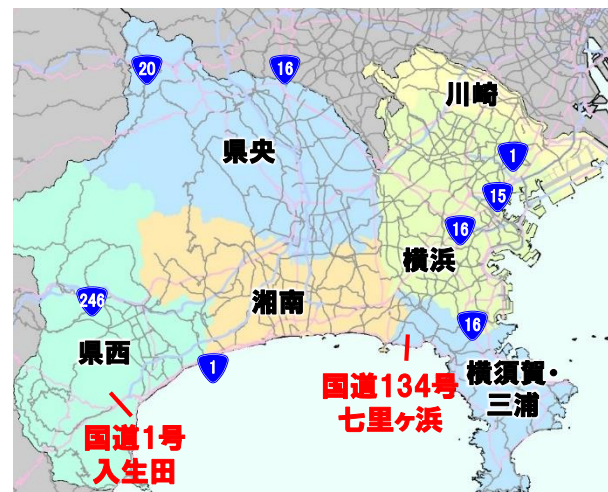 20
16
川崎
県央
1
15
16
横浜
246
湘南
16
県西
1
横須賀・
三浦
国道134号
七里ヶ浜
国道1号
入生田